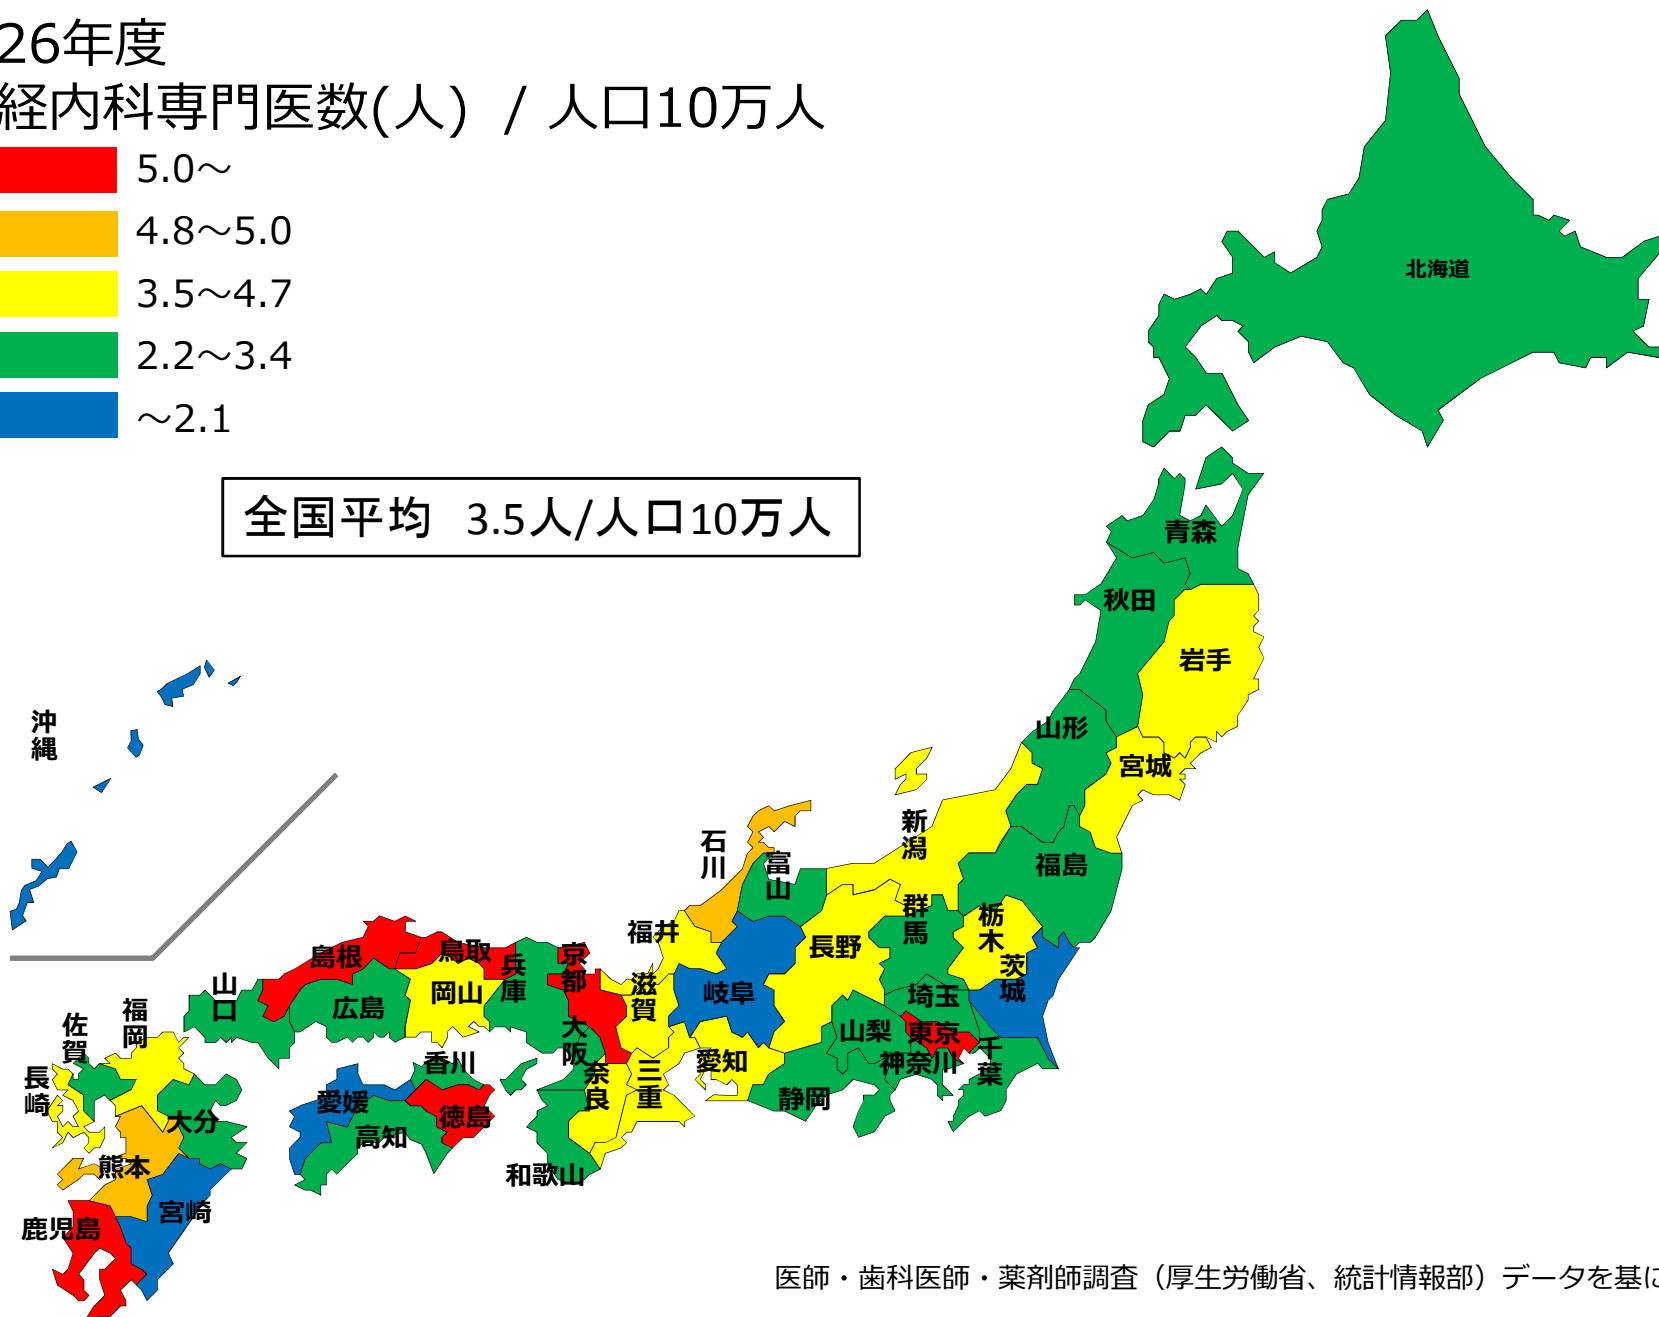 26年度
経内科専門医数(人) / 人口10万人
5.0～
4.8～5.0
3.5～4.7
2.2～3.4
～2.1
全国平均 3.5人/人口10万人
北海道
青森
秋田
岩手
山形
宮城
新潟
福島
群馬
栃木
茨城
石川
富山
福井
長野
岐阜
埼玉
山梨
東京
神奈川
千葉
静岡
愛知
滋賀
三重
京都
大阪
奈良
和歌山
兵庫
鳥取
島根
岡山
広島
山口
香川
愛媛
徳島
高知
福岡
佐賀
長崎
大分
熊本
宮崎
鹿児島
沖縄
医師・歯科医師・薬剤師調査（厚生労働省、統計情報部）データを基に